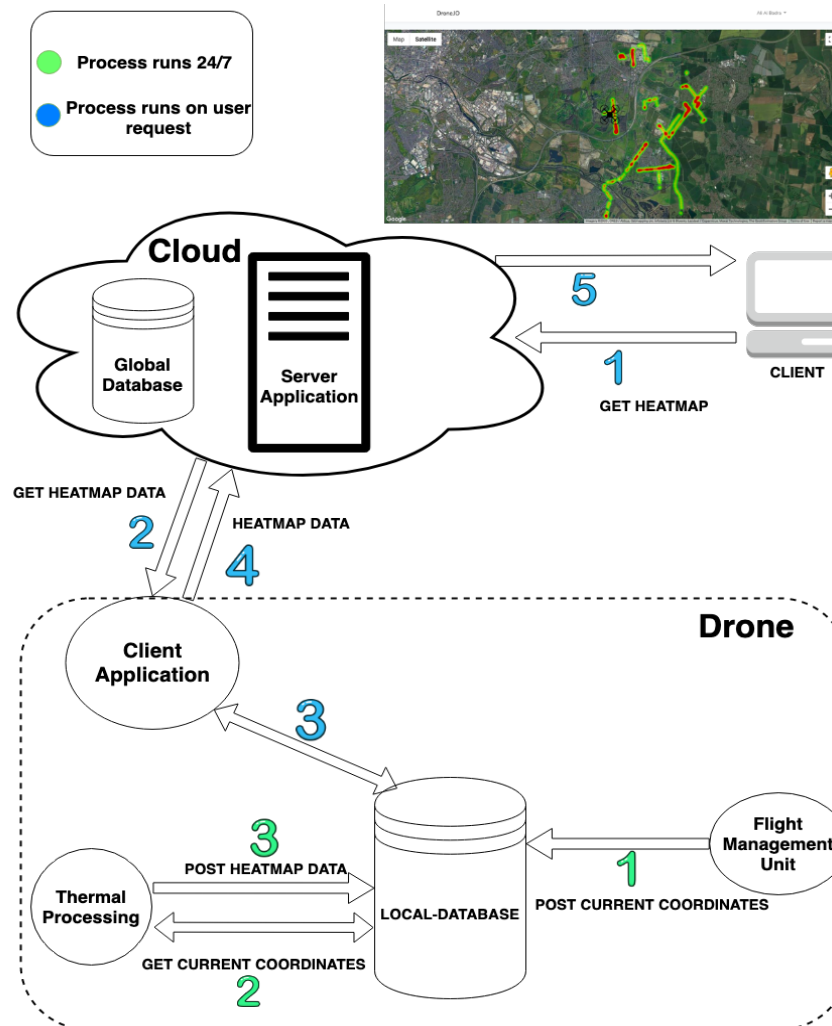 DroneJO
Process runs 24/7
Process runs on user
request
Map
Satellite
Google
Cloud
Global
Database
Server
Application
5
1
GET HEATMAP
CLIENT
GET HEATMAP DATA
2
HEATMAP DATA
4
Drone
Client
Application
3
3
POST HEATMAP DATA
Thermal
Processing
LOCAL-DATABASE
Flight
Management
Unit
1
POST CURRENT COORDINATES
GET CURRENT COORDINATES
2